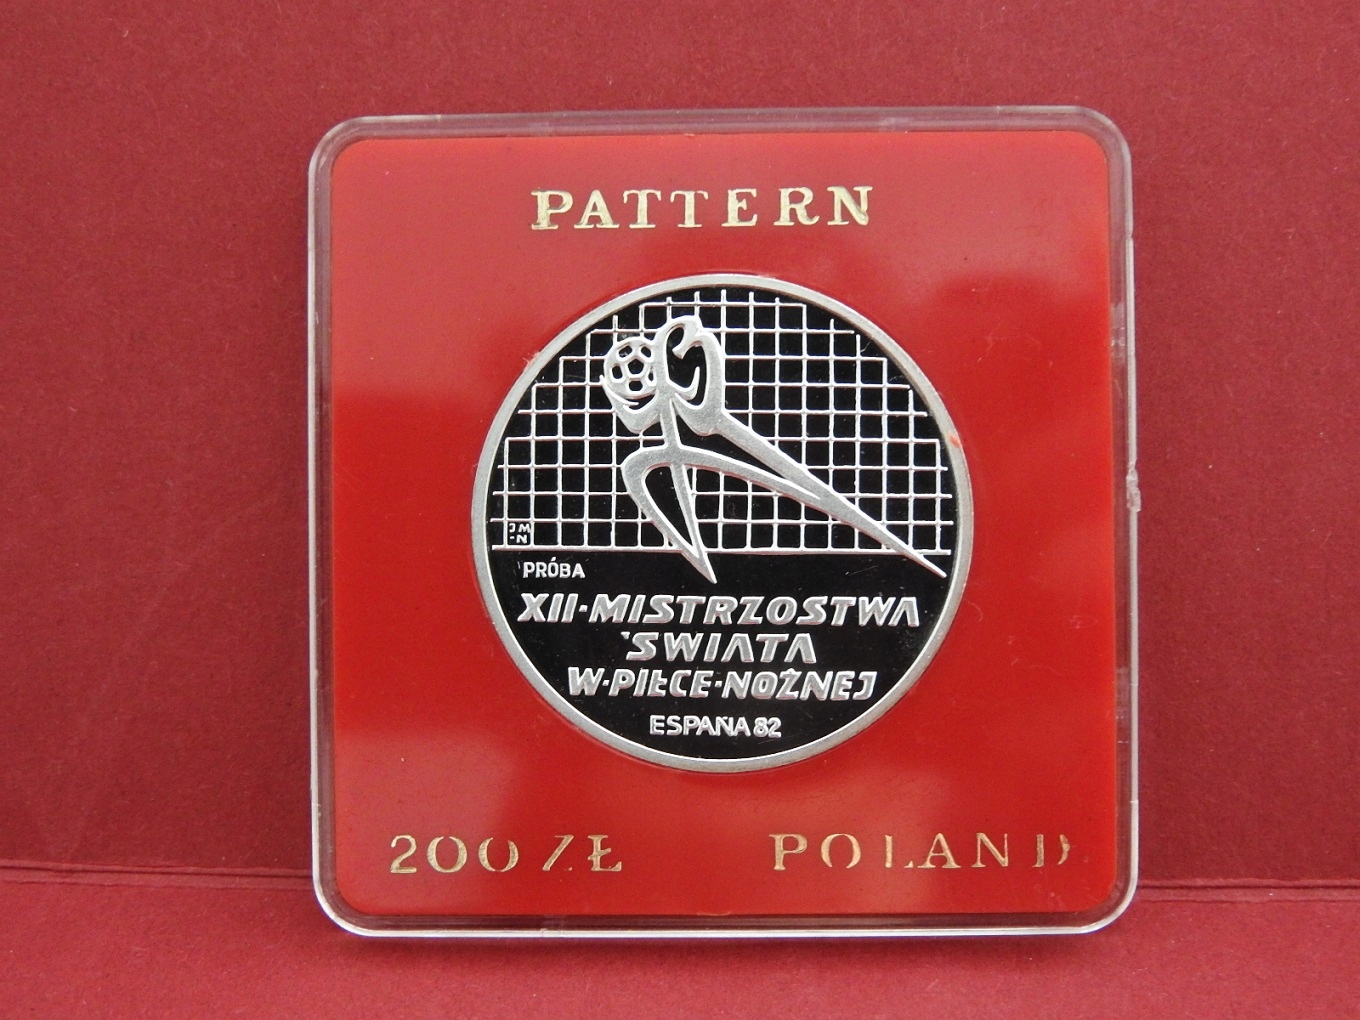 PATTERN
JM
-N
PRÓBA
XII·MISTRZOSTWA
ŚWIATA
W·PIŁCE·NOŻNEJ
ESPAÑA 82
200 ZŁ POLAND